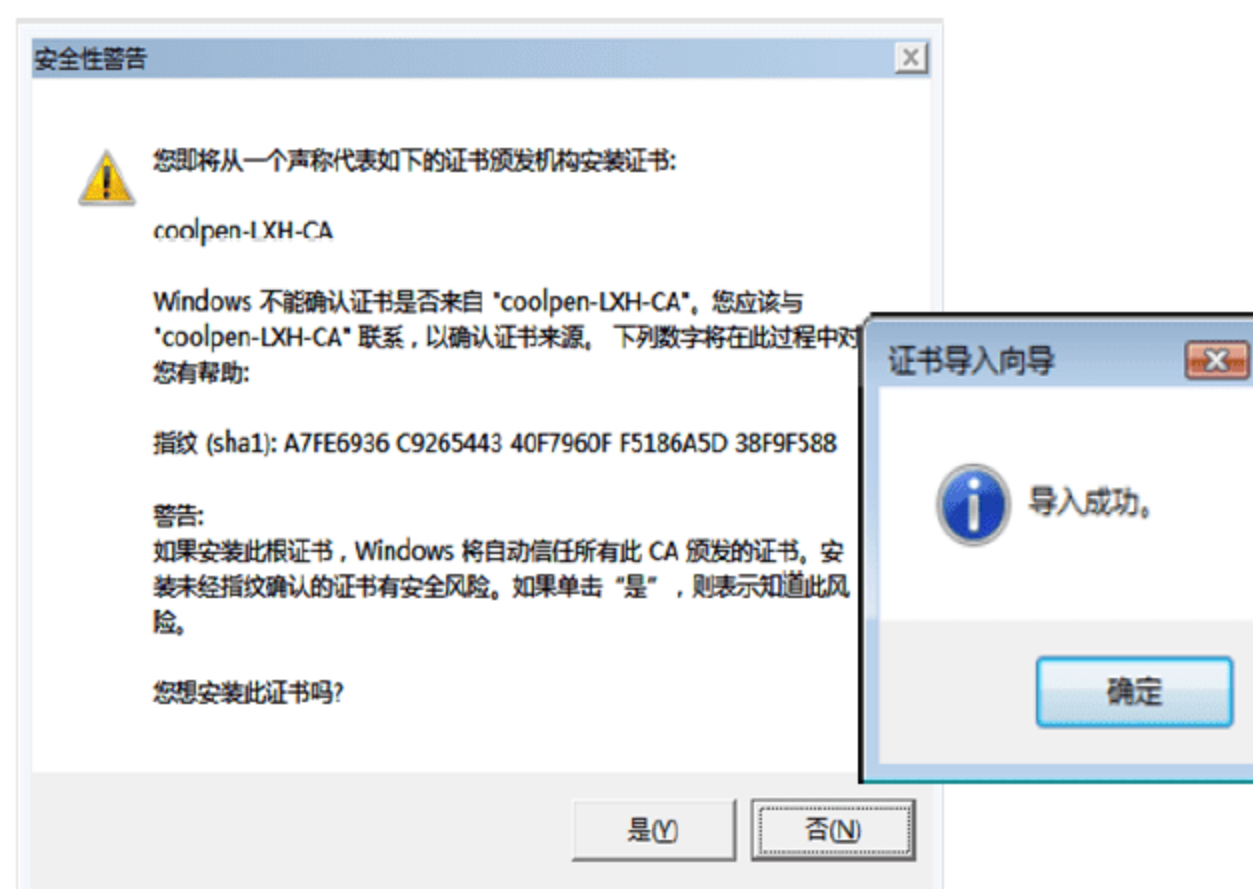 安全性警告
您即将从一个声称代表如下的证书颁发机构安装证书:
coolpen-LXH-CA
Windows 不能确认证书是否来自 "coolpen-LXH-CA"。您应该与
"coolpen-LXH-CA" 联系，以确认证书来源。 下列数字将在此过程中对
您有帮助:
指纹 (sha1): A7FE6936 C9265443 40F7960F F5186A5D 38F9F588
警告:
如果安装此根证书，Windows 将自动信任所有此 CA 颁发的证书。安
装未经指纹确认的证书有安全风险。如果单击“是”，则表示知道此风
险。
您想安装此证书吗?
是(Y)
否(N)
证书导入向导
导入成功。
确定